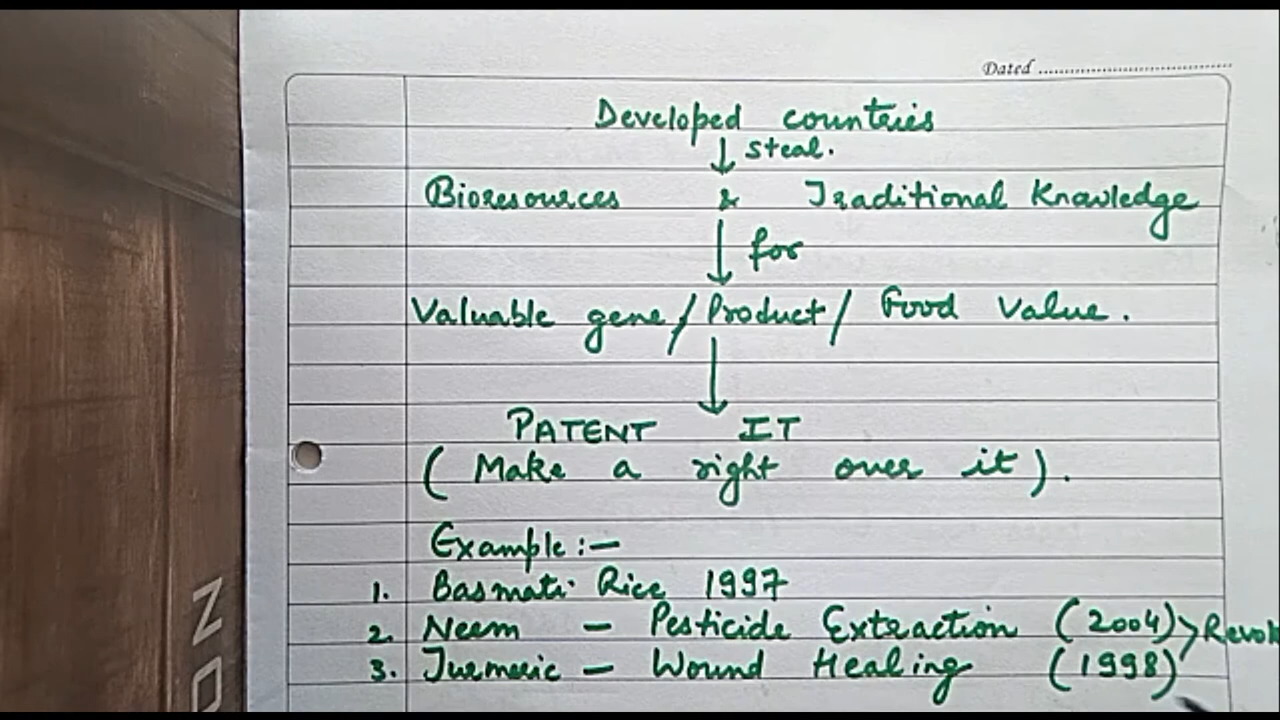 Dated
Developed countries
↓ steal.
Bioresources & Traditional Knowledge
↓ for
Valuable gene/Product/Food Value.
↓
PATENT IT
(Make a right over it).
Example :-
1. Basmati Rice 1997
2. Neem - Pesticide Extraction (2004)
3. Turmeric - Wound Healing (1998)